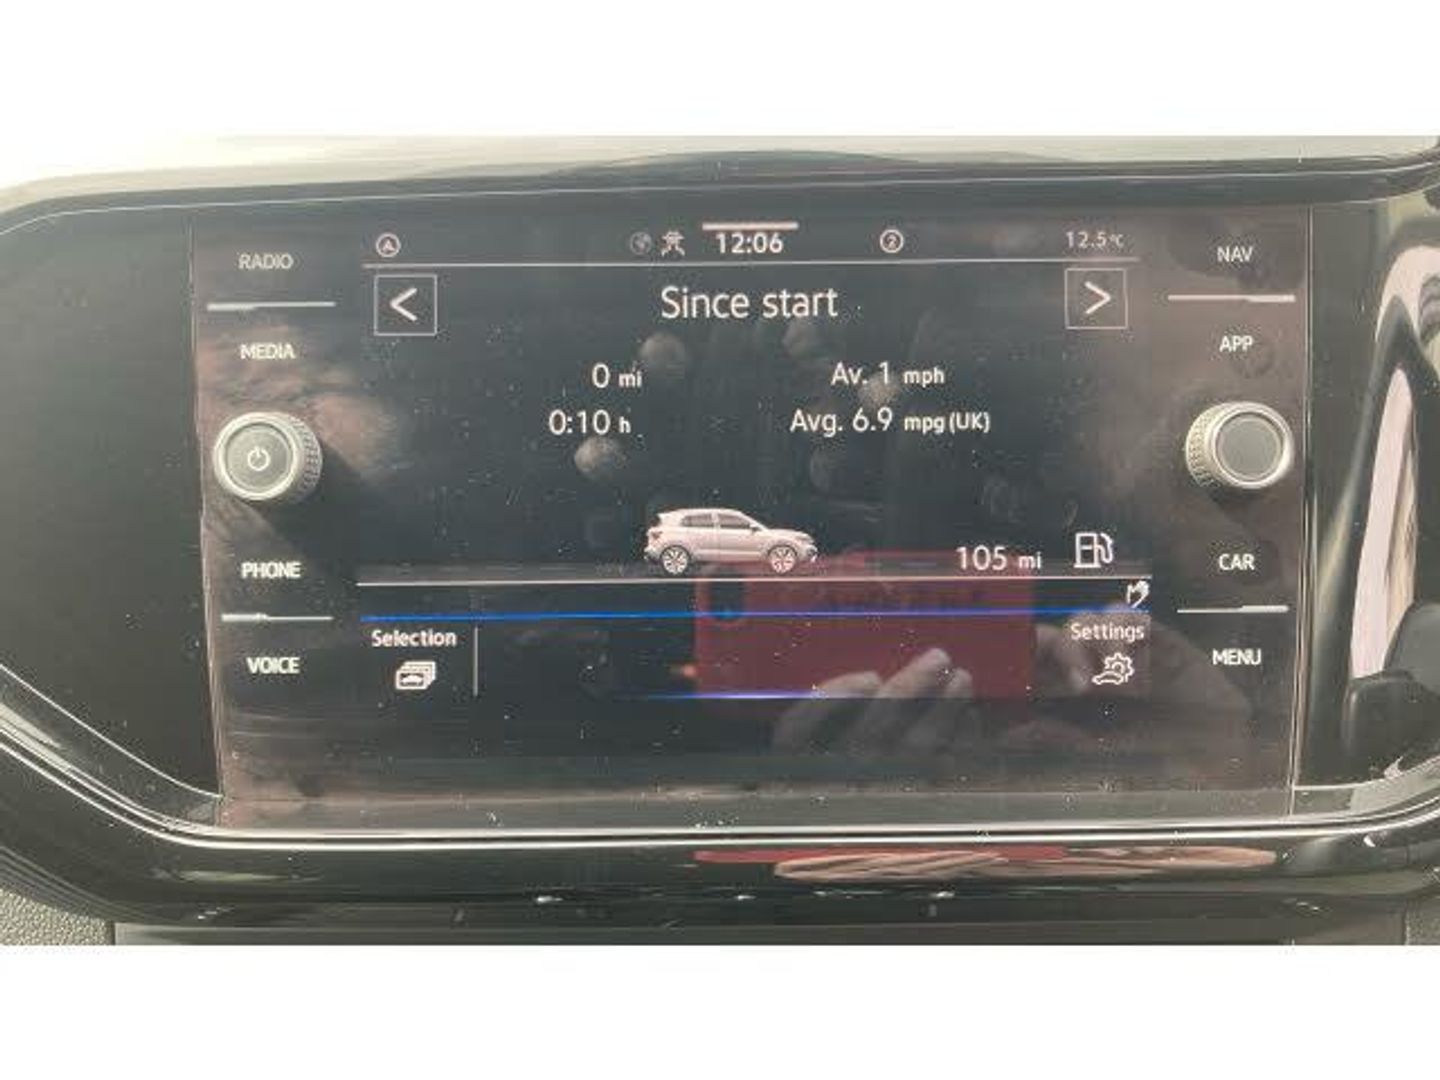 RADIO
MEDIA
PHONE
VOICE
12:06
2
12.5°C
Since start
0 mi
Av. 1 mph
0:10 h
Avg. 6.9 mpg(UK)
105 mi
Selection
Settings
NAV
APP
CAR
MENU